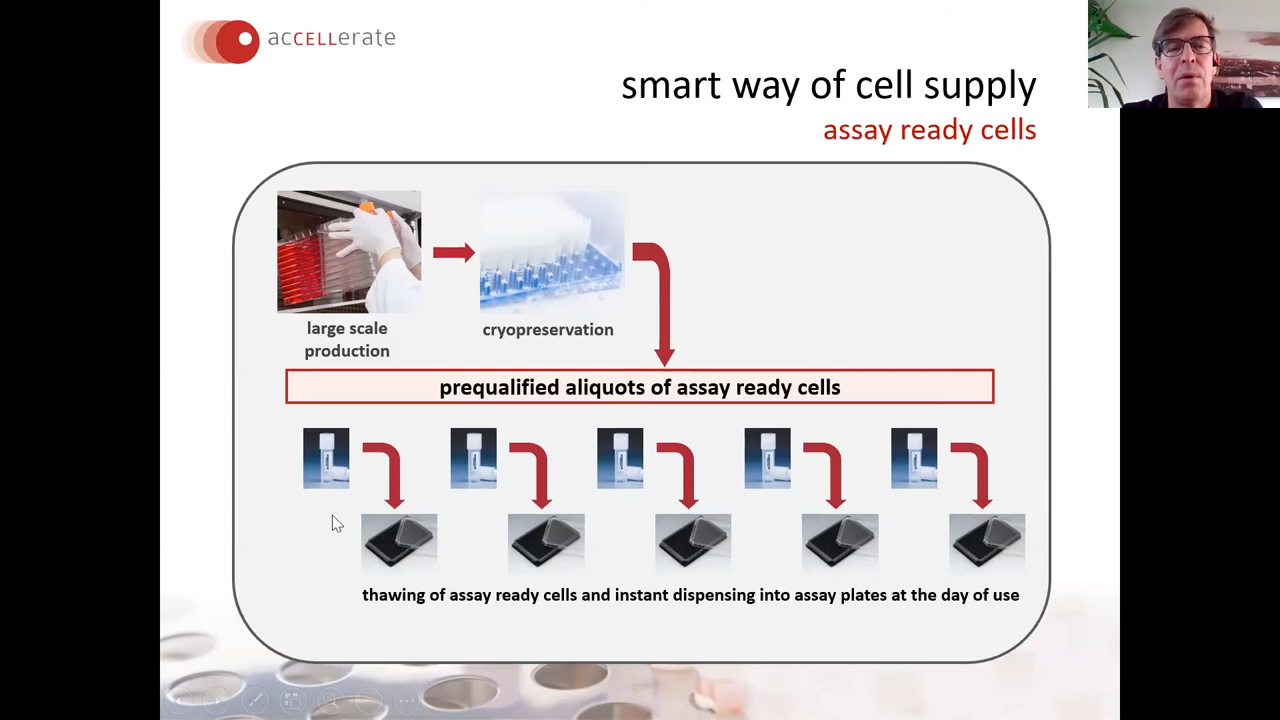 accellerate
smart way of cell supply
assay ready cells
large scale
production
cryopreservation
prequalified aliquots of assay ready cells
thawing of assay ready cells and instant dispensing into assay plates at the day of use